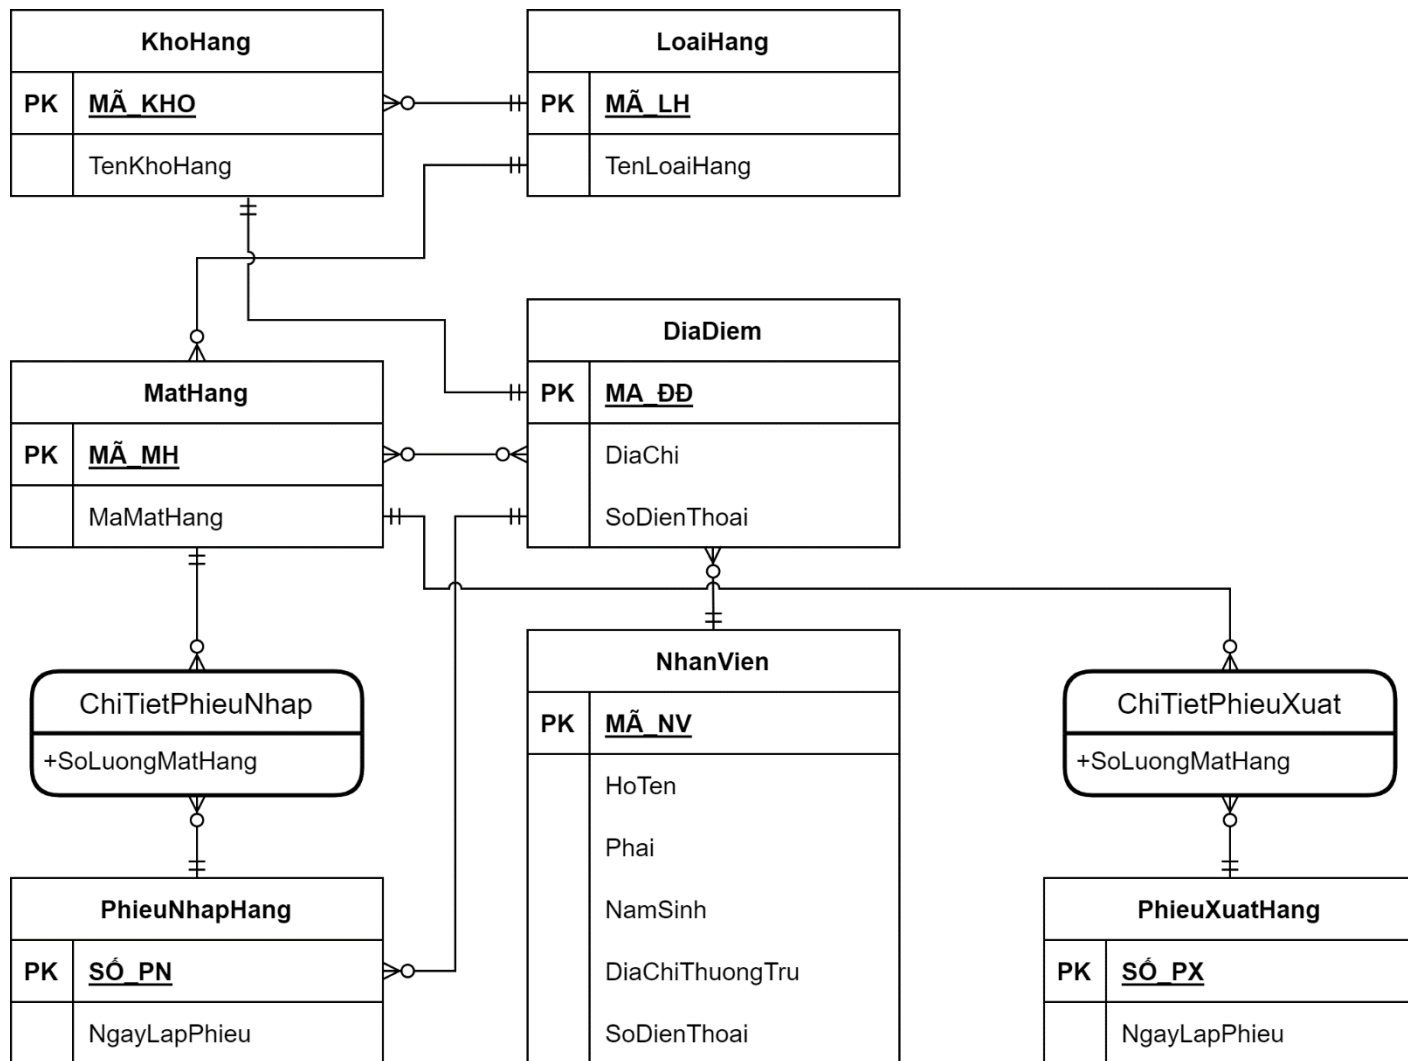 KhoHang
PK MÃ_KHO
TenKhoHang
LoaiHang
PK MÃ_LH
TenLoaiHang
MatHang
PK MÃ_MH
MaMatHang
DiaDiem
PK MA_ĐĐ
DiaChi
SoDienThoai
ChiTietPhieuNhap
+SoLuongMatHang
NhanVien
PK MÃ_NV
HoTen
Phai
NamSinh
DiaChiThuongTru
SoDienThoai
ChiTietPhieuXuat
+SoLuongMatHang
PhieuNhapHang
PK SỐ_PN
NgayLapPhieu
PhieuXuatHang
PK SỐ_PX
NgayLapPhieu